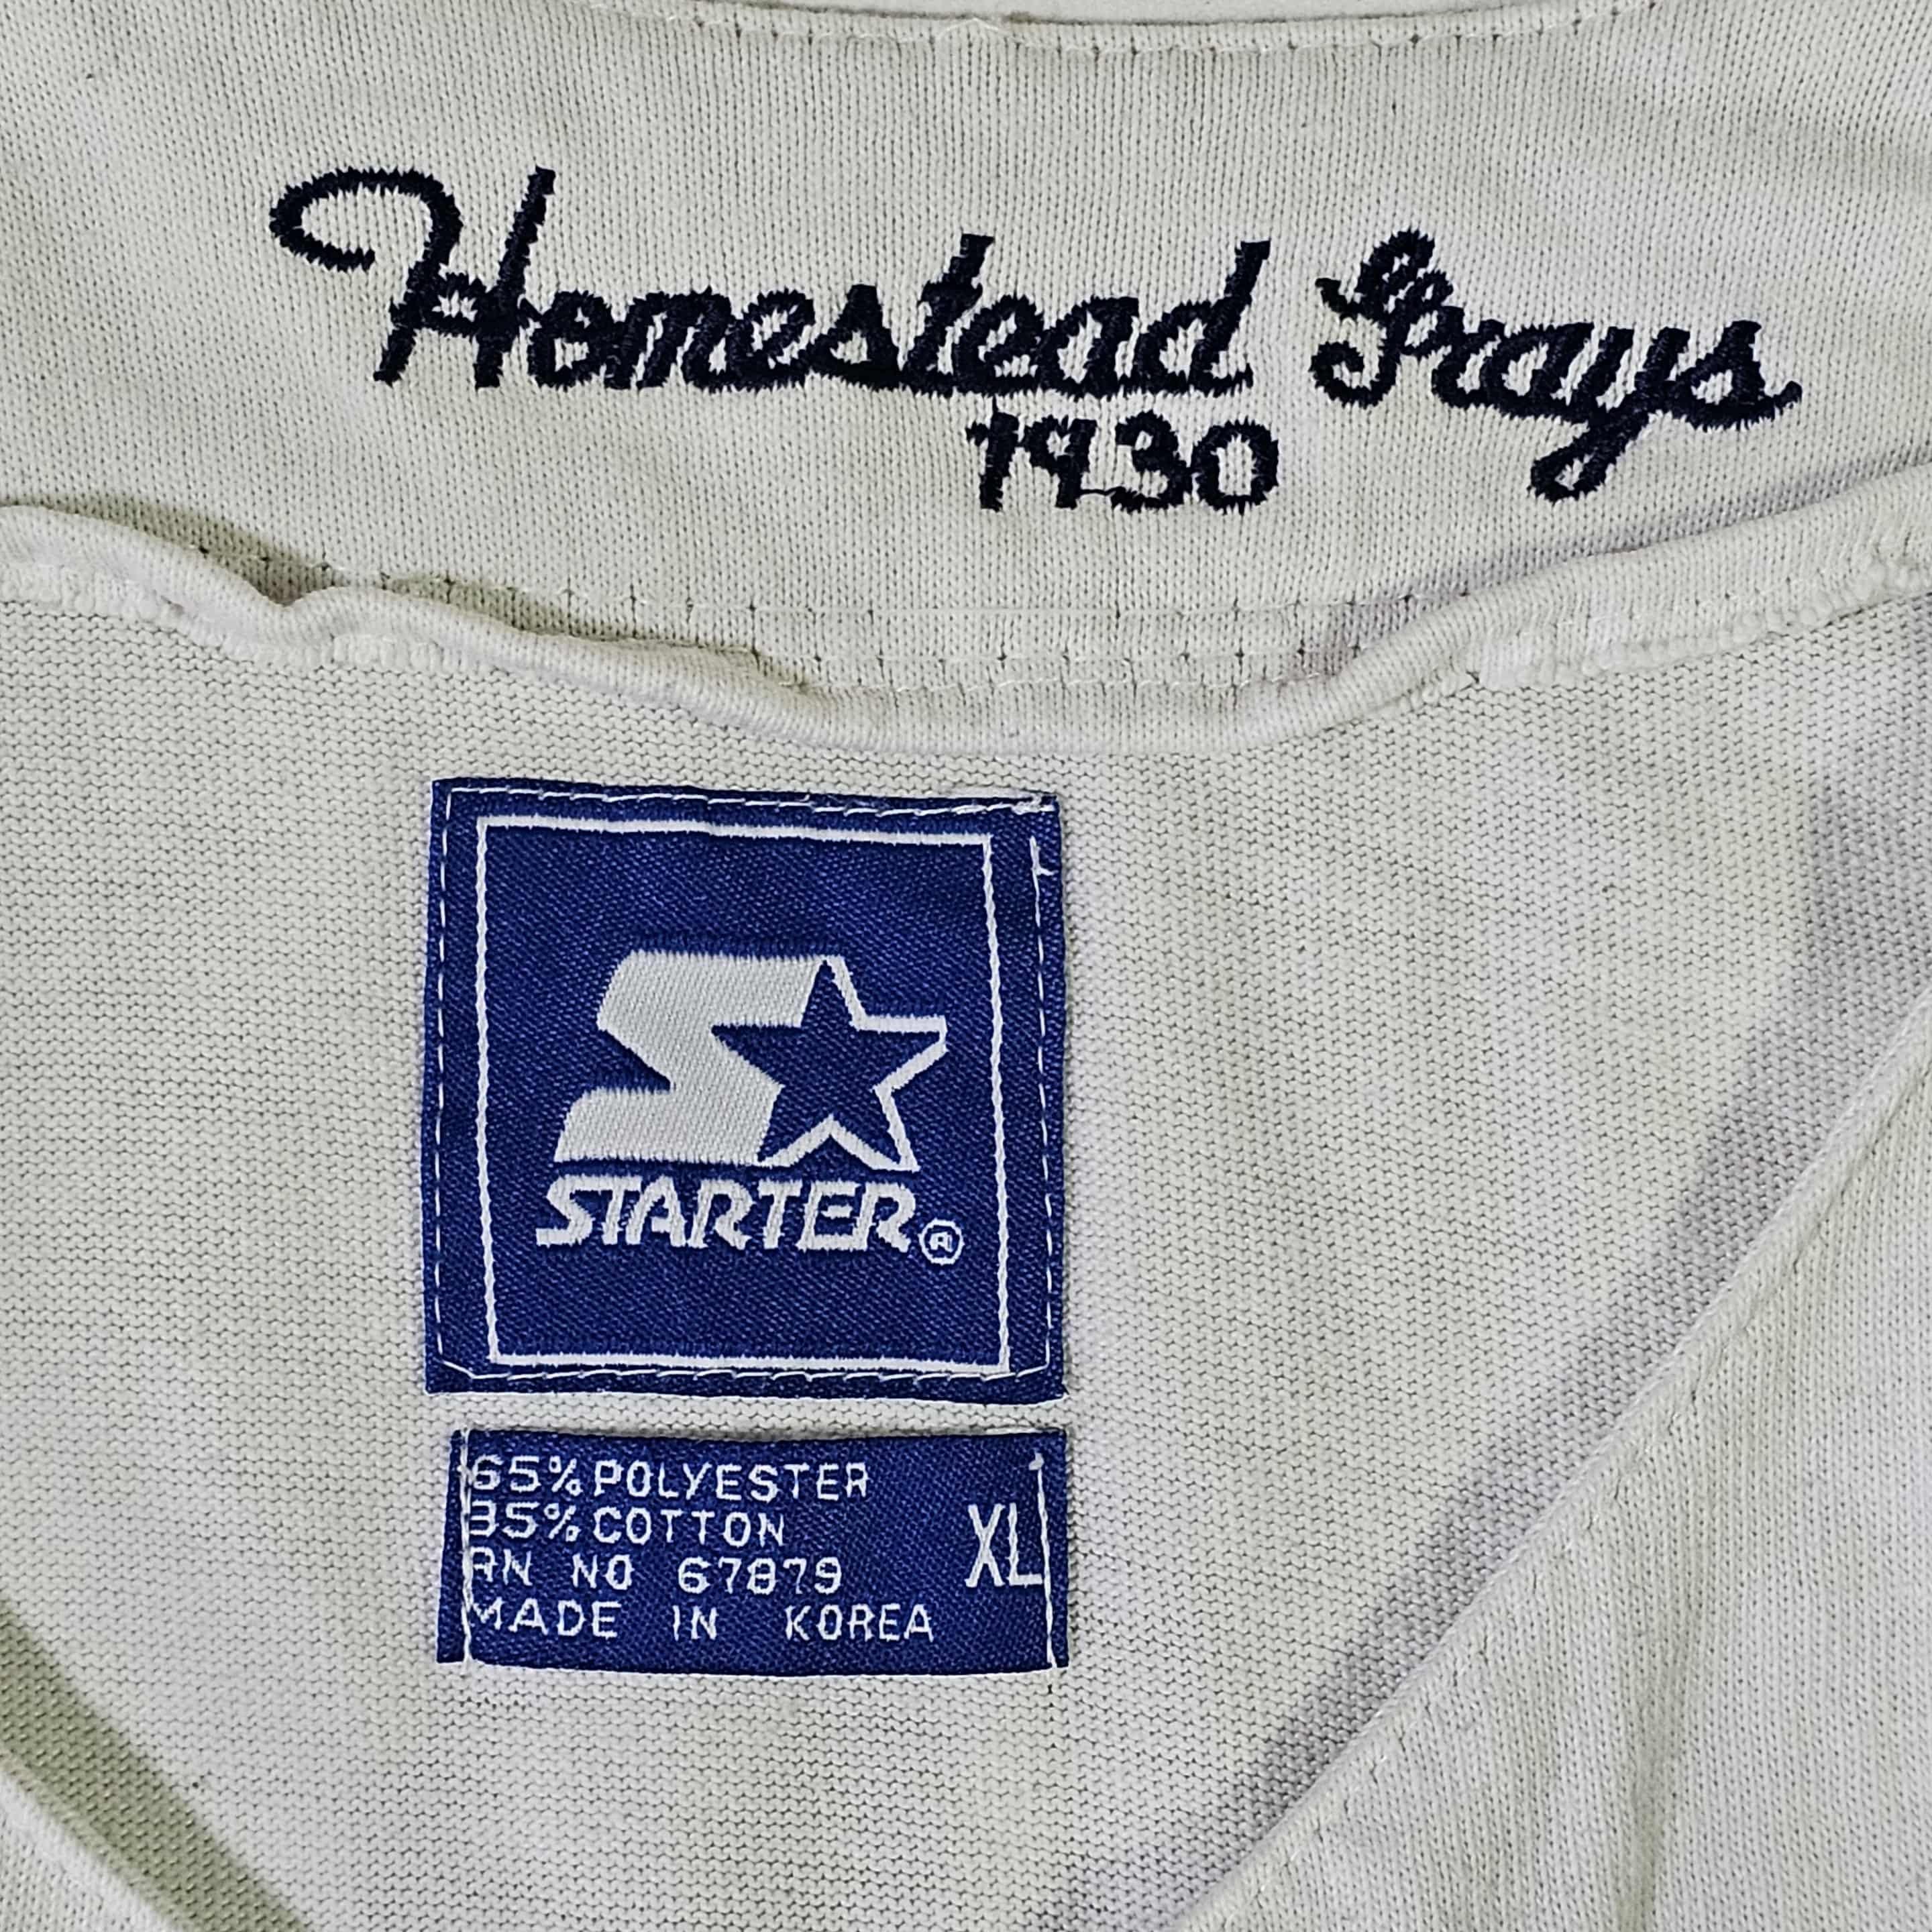 Homestead Grays
1930
STARTER®
65% POLYESTER
35% COTTON
RN NO 67879
MADE IN KOREA
XL